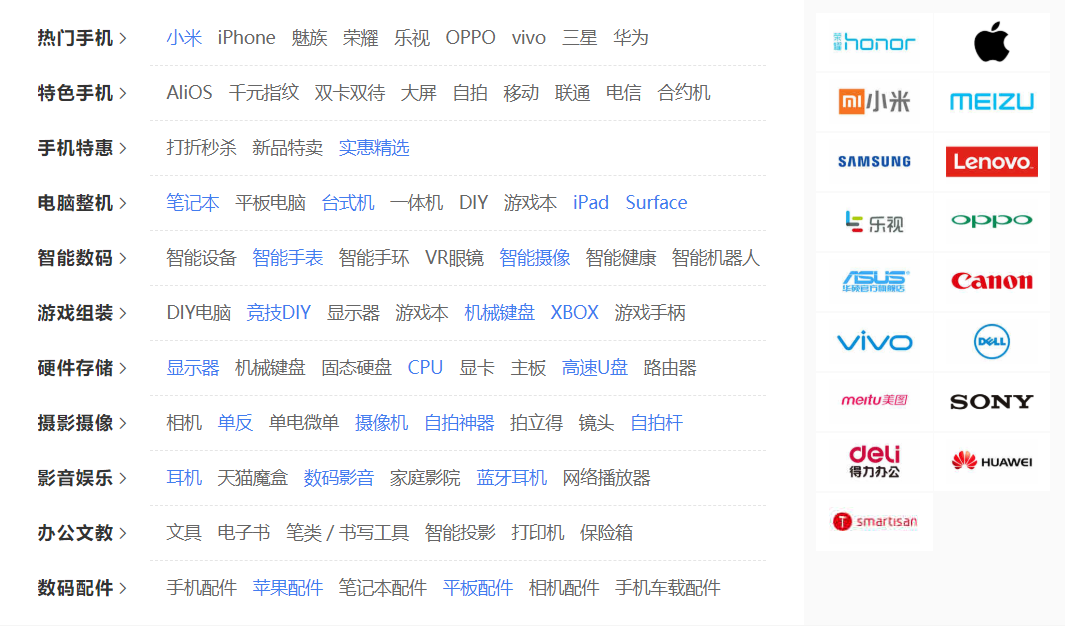 热门手机 > 小米 iPhone 魅族 荣耀 乐视 OPPO vivo 三星 华为
特色手机 > AliOS 千元指纹 双卡双待 大屏 自拍 移动 联通 电信 合约机
手机特惠 > 打折秒杀 新品特卖 实惠精选
电脑整机 > 笔记本 平板电脑 台式机 一体机 DIY 游戏本 iPad Surface
智能数码 > 智能设备 智能手表 智能手环 VR眼镜 智能摄像 智能健康 智能机器人
游戏组装 > DIY电脑 竞技DIY 显示器 游戏本 机械键盘 XBOX 游戏手柄
硬件存储 > 显示器 机械键盘 固态硬盘 CPU 显卡 主板 高速U盘 路由器
摄影摄像 > 相机 单反 单电微单 摄像机 自拍神器 拍立得 镜头 自拍杆
影音娱乐 > 耳机 天猫魔盒 数码影音 家庭影院 蓝牙耳机 网络播放器
办公文教 > 文具 电子书 笔类 / 书写工具 智能投影 打印机 保险箱
数码配件 > 手机配件 苹果配件 笔记本配件 平板配件 相机配件 手机车载配件
荣耀 honor
mi 小米 MEIZU
SAMSUNG Lenovo
乐视 oppo
ASUS Canon
华硕官方旗舰店
vivo DELL
meitu 美图 SONY
deli HUAWEI
得力办公
T smartisan